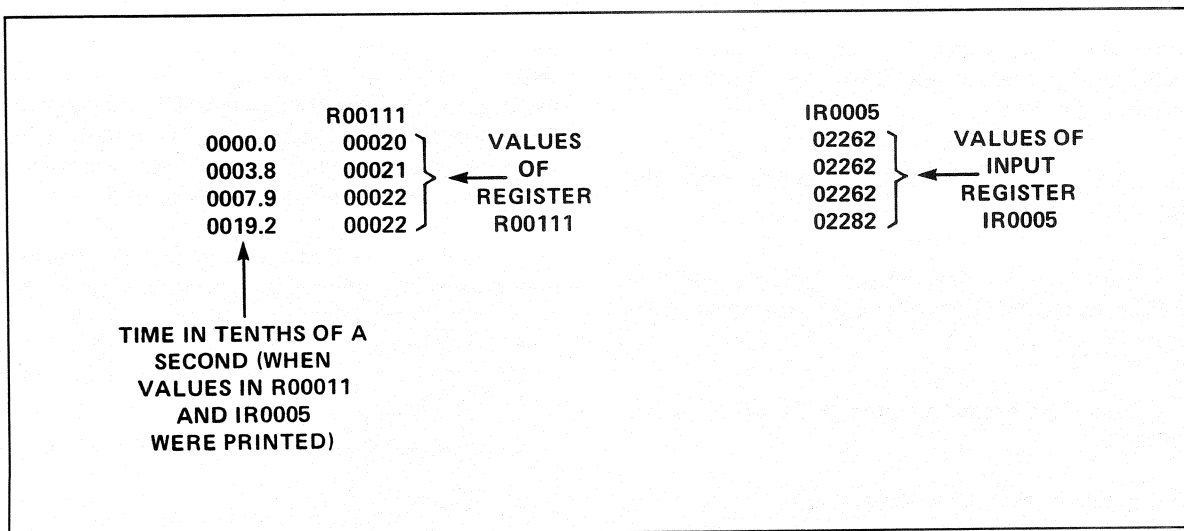 R00111
0000.0 00020
0003.8 00021
0007.9 00022
0019.2 00022
VALUES
OF
REGISTER
R00111
IR0005
02262
02262
02262
02282
VALUES OF
INPUT
REGISTER
IR0005
TIME IN TENTHS OF A
SECOND (WHEN
VALUES IN R00011
AND IR0005
WERE PRINTED)